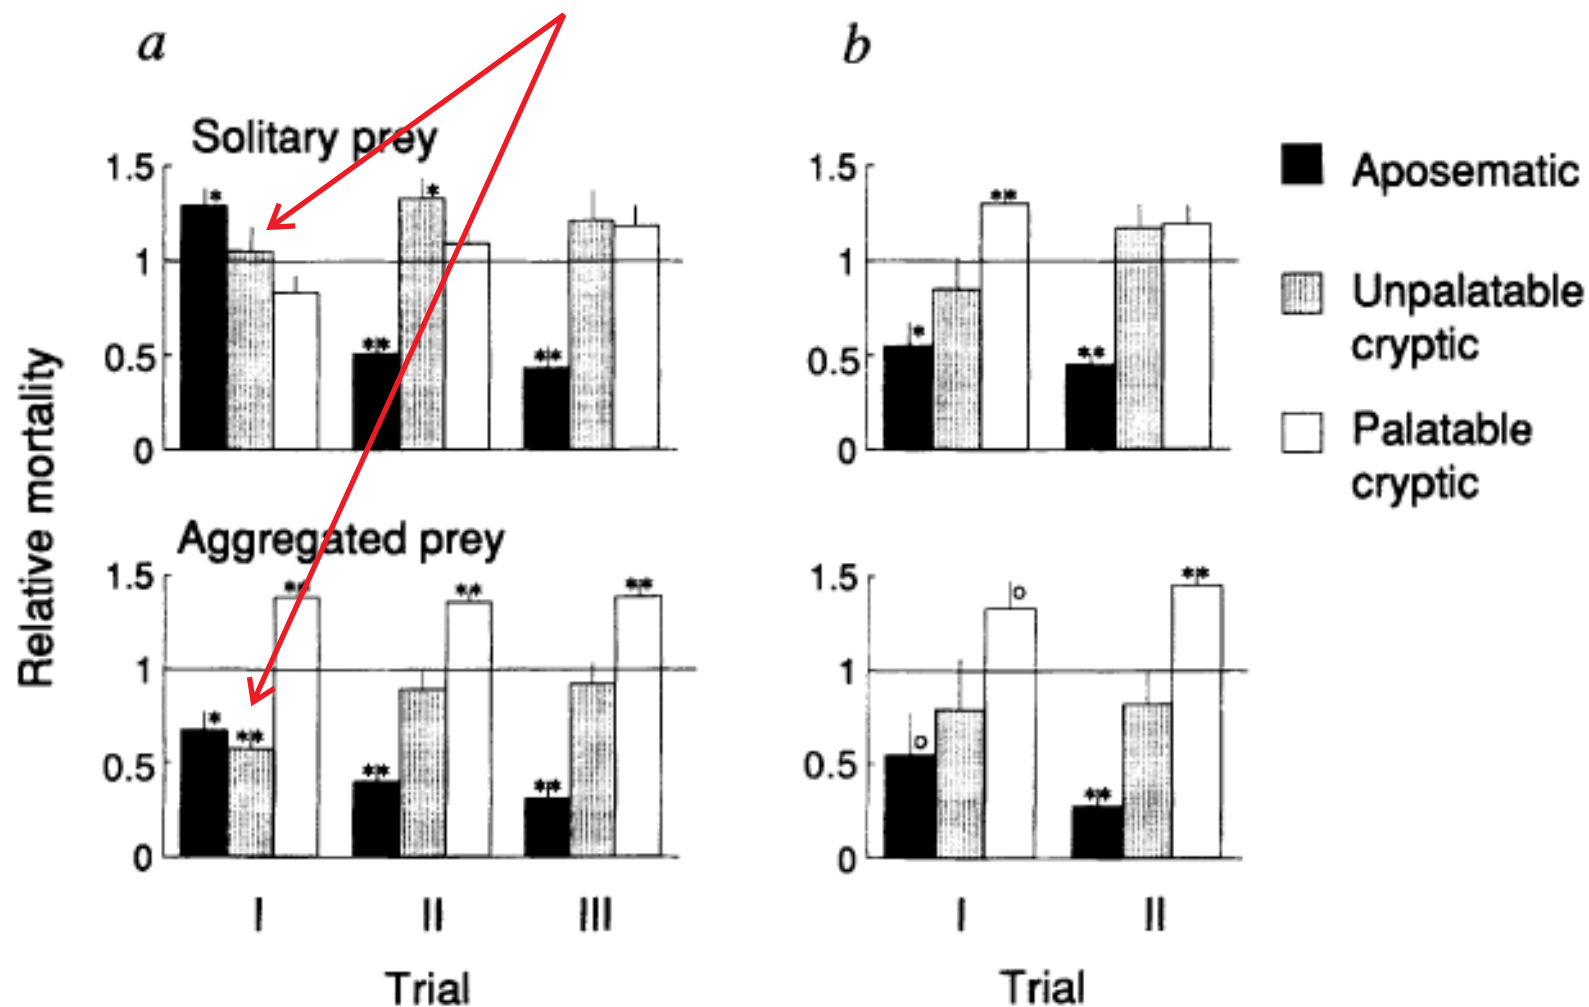 a
b
Solitary prey
1.5
1
0.5
0
* * ** **
1.5
1
0.5
0
* ** **
Aposematic
Unpalatable
cryptic
Palatable
cryptic
Relative mortality
Aggregated prey
1.5
1
0.5
0
* ** ** ** ** ** **
1.5
1
0.5
0
o o ** **
I II III
I II
Trial
Trial